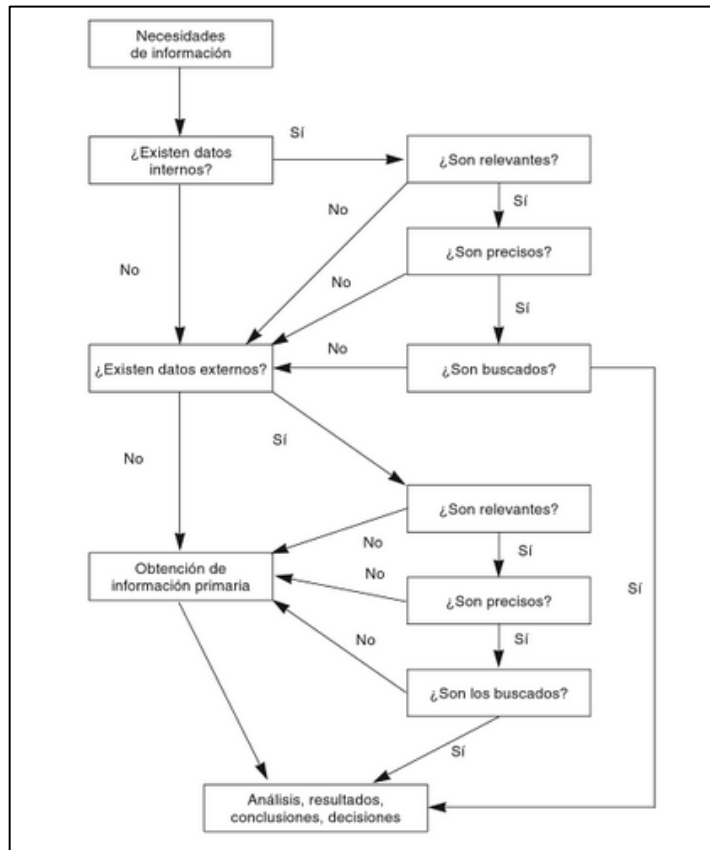 Necesidades
de información
Sí
¿Existen datos
internos?
¿Son relevantes?
No
Sí
¿Son precisos?
No
No
Sí
No
¿Existen datos externos?
¿Son buscados?
Sí
No
¿Son relevantes?
No
Sí
Obtención de
información primaria
No
¿Son precisos?
Sí
No
Sí
¿Son los buscados?
Sí
Análisis, resultados,
conclusiones, decisiones